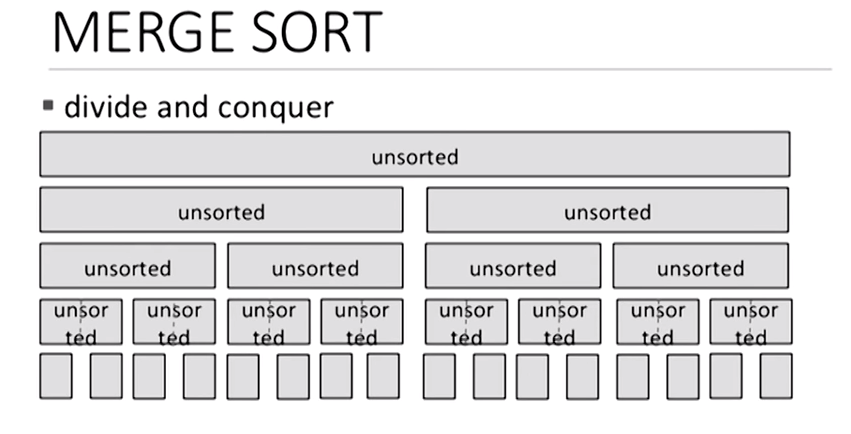 MERGE SORT
▪ divide and conquer
unsorted
unsorted unsorted
unsorted unsorted unsorted unsorted
unsor unsor unsor unsor unsor unsor unsor unsor
ted ted ted ted ted ted ted ted